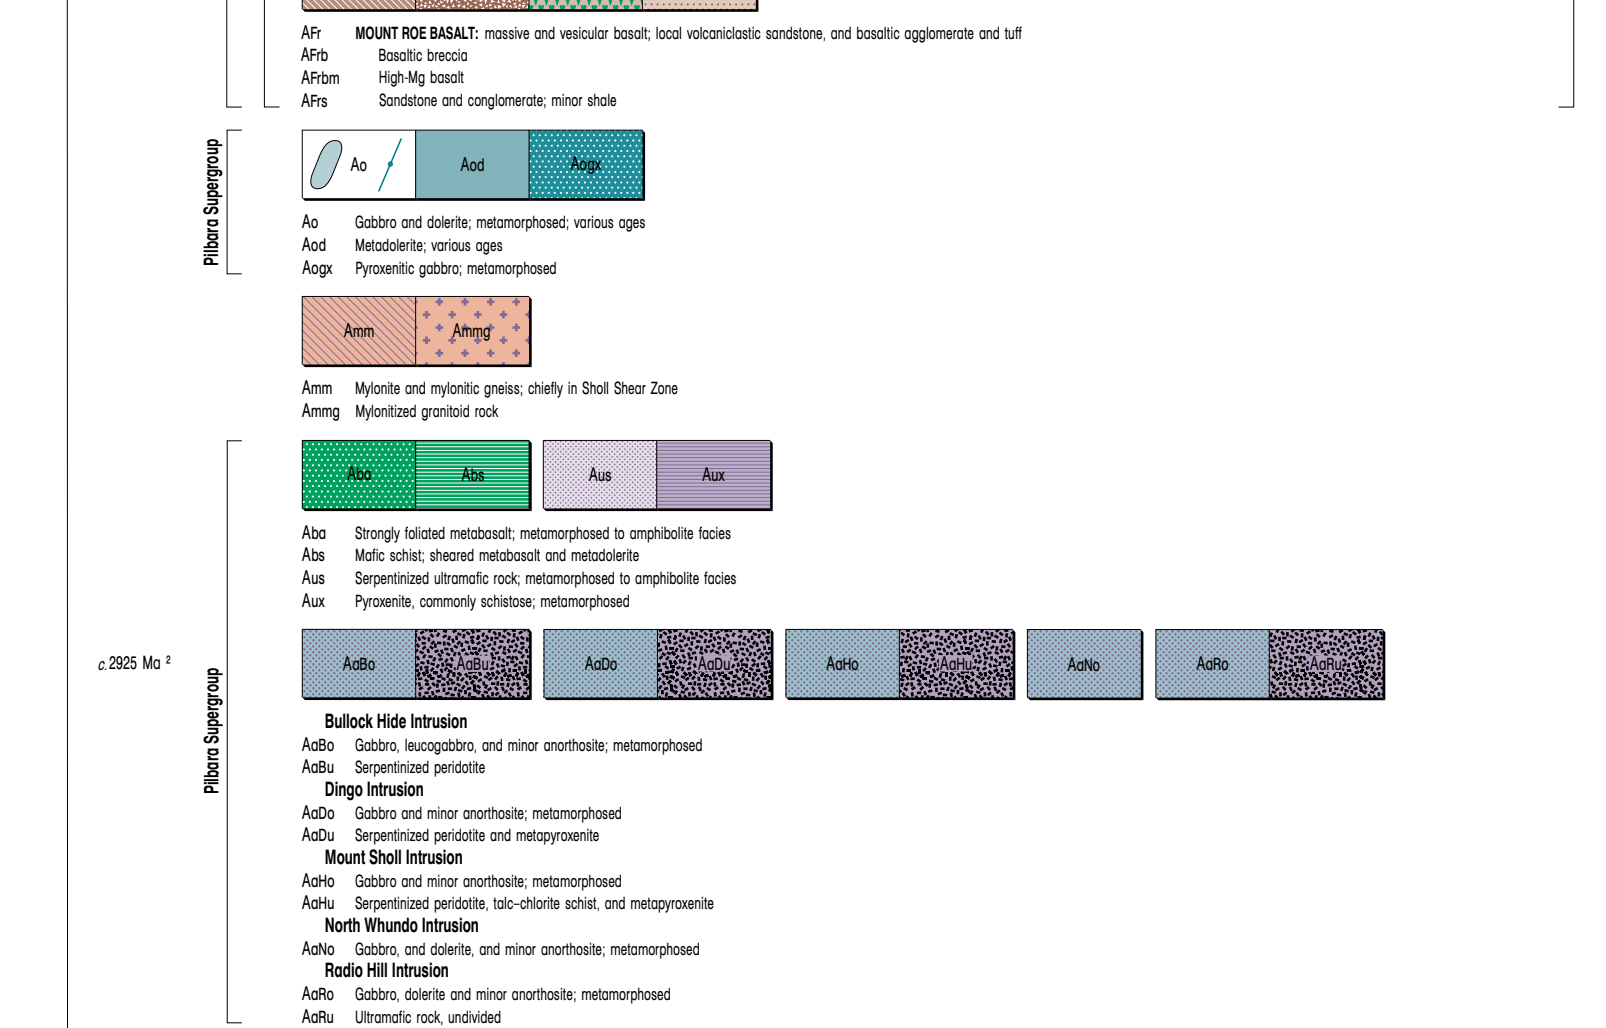 AFr MOUNT ROE BASALT: massive and vesicular basalt; local volcaniclastic sandstone, and basaltic agglomerate and tuff
AFrb Basaltic breccia
AFrbm High-Mg basalt
AFrs Sandstone and conglomerate; minor shale
Pilbara Supergroup
Ao Aod Aogx
Ao Gabbro and dolerite; metamorphosed; various ages
Aod Metadolerite; various ages
Aogx Pyroxenitic gabbro; metamorphosed
Amm Ammg
Amm Mylonite and mylonitic gneiss; chiefly in Sholl Shear Zone
Ammg Mylonitized granitoid rock
Aba Abs Aus Aux
Aba Strongly foliated metabasalt; metamorphosed to amphibolite facies
Abs Mafic schist; sheared metabasalt and metadolerite
Aus Serpentinized ultramafic rock; metamorphosed to amphibolite facies
Aux Pyroxenite, commonly schistose; metamorphosed
c.2925 Ma ²
Pilbara Supergroup
AaBo AaBu AaDo AaDu AaHo AaHu AaNo AaRo AaRu
Bullock Hide Intrusion
AaBo Gabbro, leucogabbro, and minor anorthosite; metamorphosed
AaBu Serpentinized peridotite
Dingo Intrusion
AaDo Gabbro and minor anorthosite; metamorphosed
AaDu Serpentinized peridotite and metapyroxenite
Mount Sholl Intrusion
AaHo Gabbro and minor anorthosite; metamorphosed
AaHu Serpentinized peridotite, talc–chlorite schist, and metapyroxenite
North Whundo Intrusion
AaNo Gabbro, and dolerite, and minor anorthosite; metamorphosed
Radio Hill Intrusion
AaRo Gabbro, dolerite and minor anorthosite; metamorphosed
AaRu Ultramafic rock, undivided